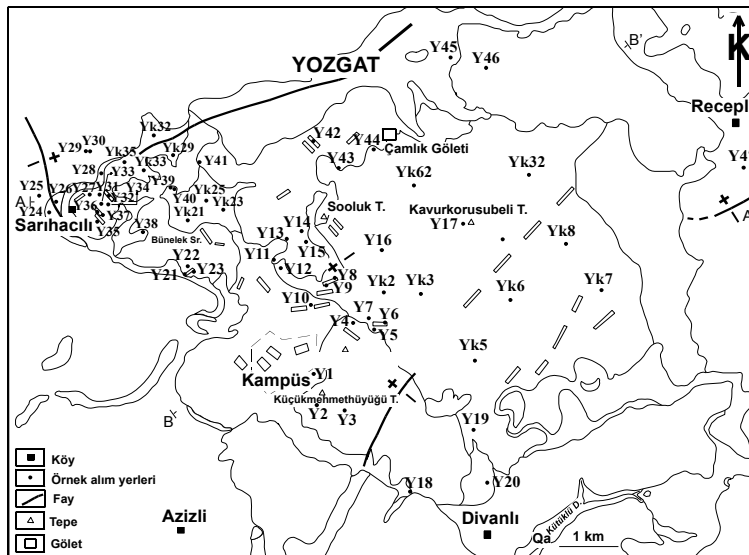 Y45
B'
Y46
K
YOZGAT
Recepl
Yk32
Y42
Y30
Y29
Yk29
Y44
Çamlık Göleti
Yk35
Y41
Y43
Y41
Y28
Y33
Yk33
Yk62
Yk32
Y25
Y26
Y27
Y31
Y34
Y39
Y40
Yk25
A
Y24
Y36
Y32
Yk23
Sooluk T.
Kavurkorusubeli T.
A
Y37
Yk21
Y17
Sarıhacılı
Y35
Y38
Y14
Y13
Bünelek Sr.
Y15
Y16
Yk8
Y11
Y12
Y22
Y21
Y23
Y8
Y9
Yk2
Yk3
Yk6
Yk7
Y10
Y7
Y6
Y4
Y5
Yk5
Kampüs
Y1
Küçükmehmethüyüğü T.
B
Y2
Y3
Y19
Köy
Örnek alım yerleri
Fay
Tepe
Gölet
Y18
Y20
Azizli
Divanlı
Kütüklü D.
Qa
1 km